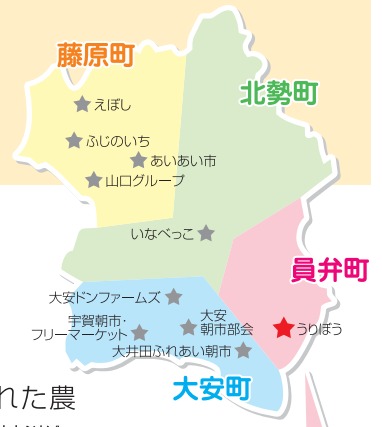 藤原町
北勢町
えぼし
ふじのいち
あいあい市
山口グループ
いなべっこ
員弁町
大安ドンファームズ
宇賀朝市・
フリーマーケット
大安
朝市部会
うりぼう
大井田ふれあい朝市
大安町
れた農